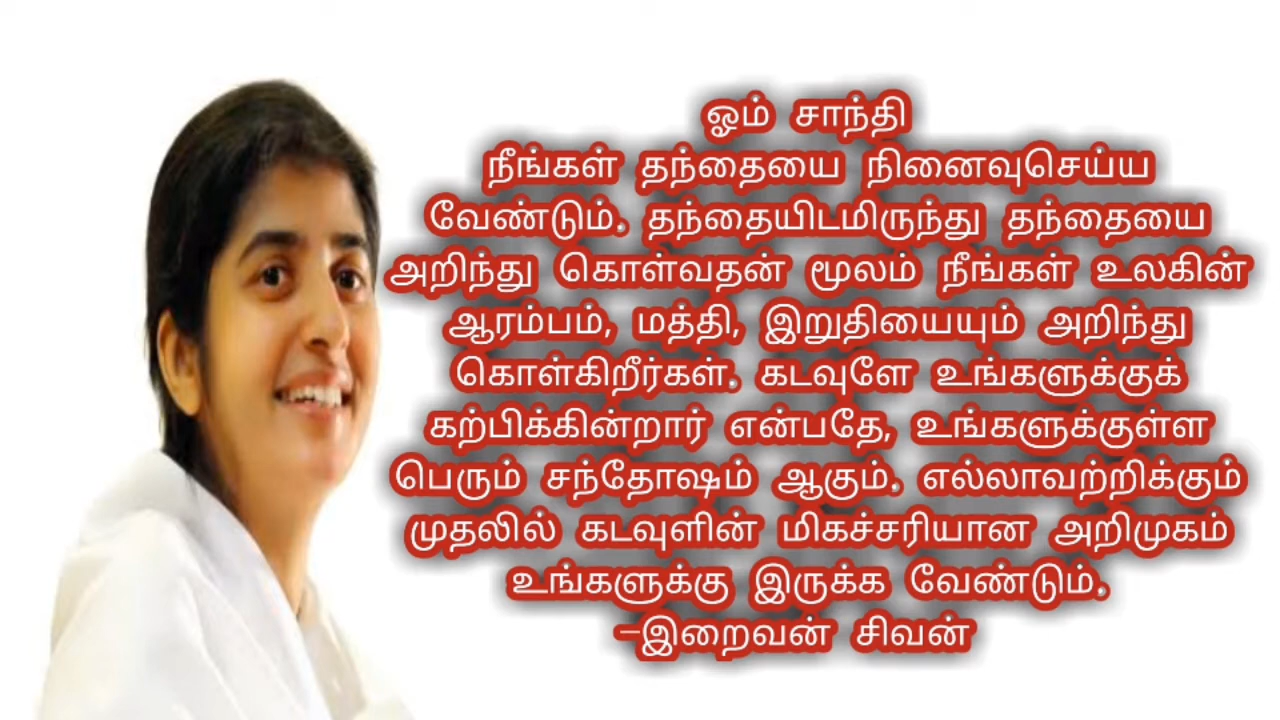 ஓம் சாந்தி
நீங்கள் தந்தையை நினைவுசெய்ய
வேண்டும். தந்தையிடமிருந்து தந்தையை
அறிந்து கொள்வதன் மூலம் நீங்கள் உலகின்
ஆரம்பம், மத்தி, இறுதியையும் அறிந்து
கொள்கிறீர்கள். கடவுளே உங்களுக்குக்
கற்பிக்கின்றார் என்பதே, உங்களுக்குள்ள
பெரும் சந்தோஷம் ஆகும். எல்லாவற்றிக்கும்
முதலில் கடவுளின் மிகச்சரியான அறிமுகம்
உங்களுக்கு இருக்க வேண்டும்.
-இறைவன் சிவன்